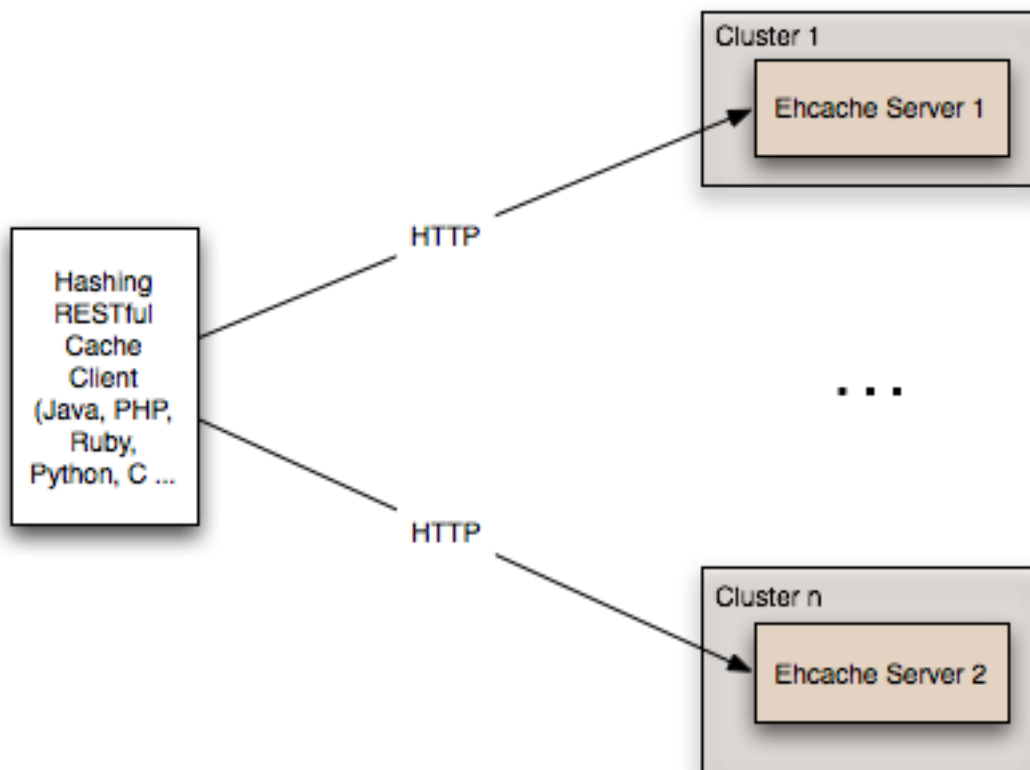 Cluster 1
Ehcache Server 1
HTTP
Hashing
RESTful
Cache
Client
(Java, PHP,
Ruby,
Python, C ...
...
HTTP
Cluster n
Ehcache Server 2